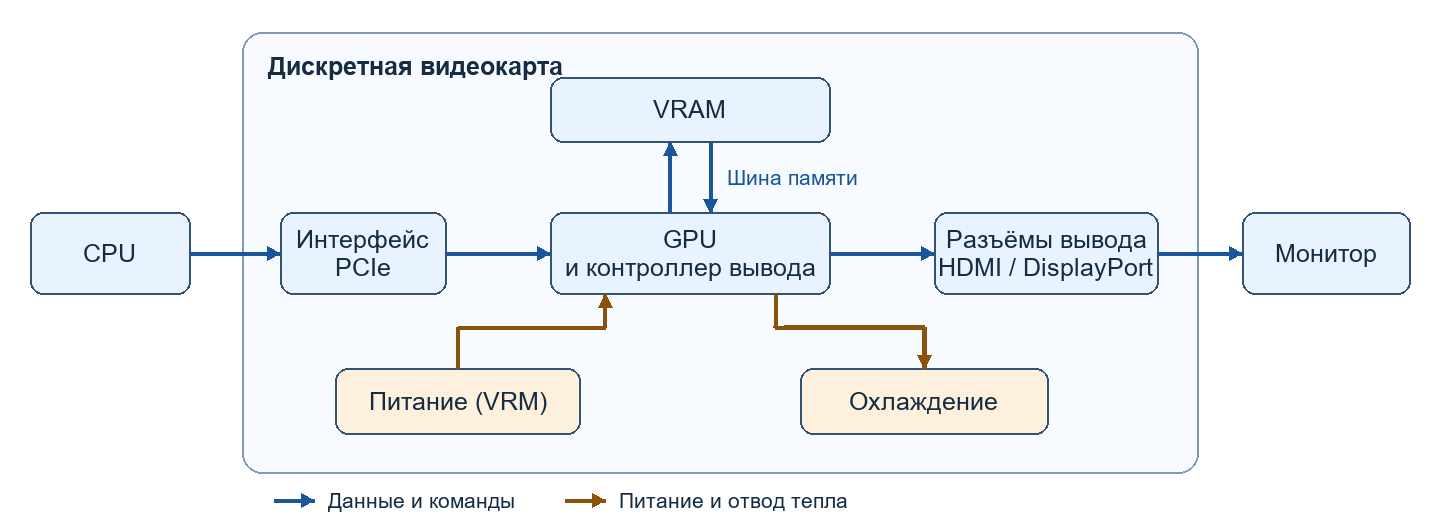 Дискретная видеокарта
VRAM
Шина памяти
CPU
Интерфейс
PCIe
GPU
и контроллер вывода
Разъёмы вывода
HDMI / DisplayPort
Монитор
Питание (VRM)
Охлаждение
Данные и команды
Питание и отвод тепла